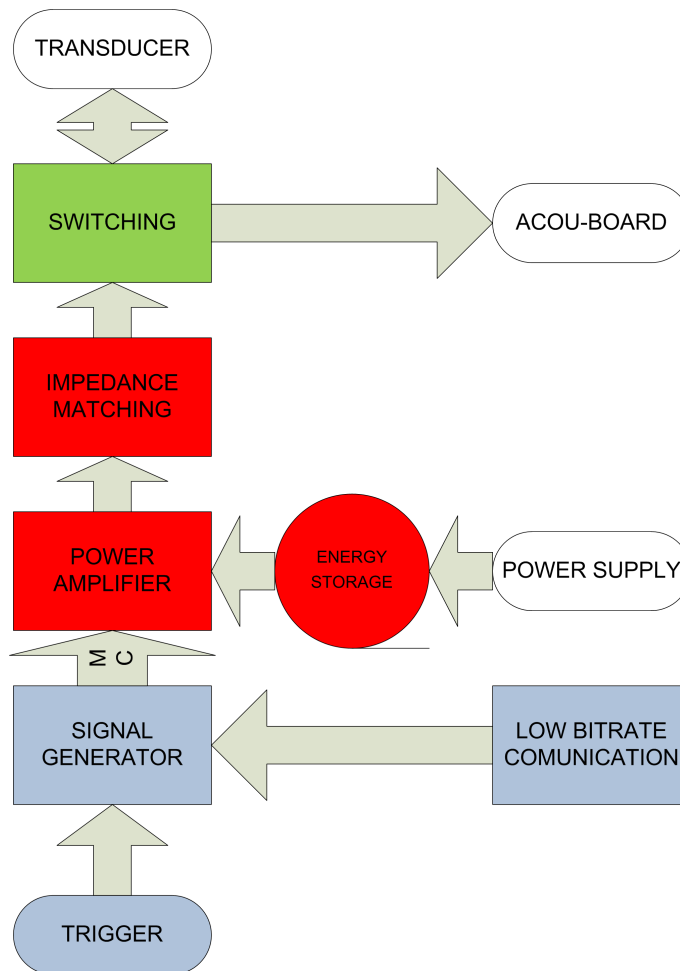 TRANSDUCER
SWITCHING
ACOU-BOARD
IMPEDANCE
MATCHING
POWER
AMPLIFIER
ENERGY
STORAGE
POWER SUPPLY
M
C
SIGNAL
GENERATOR
LOW BITRATE
COMUNICATION
TRIGGER